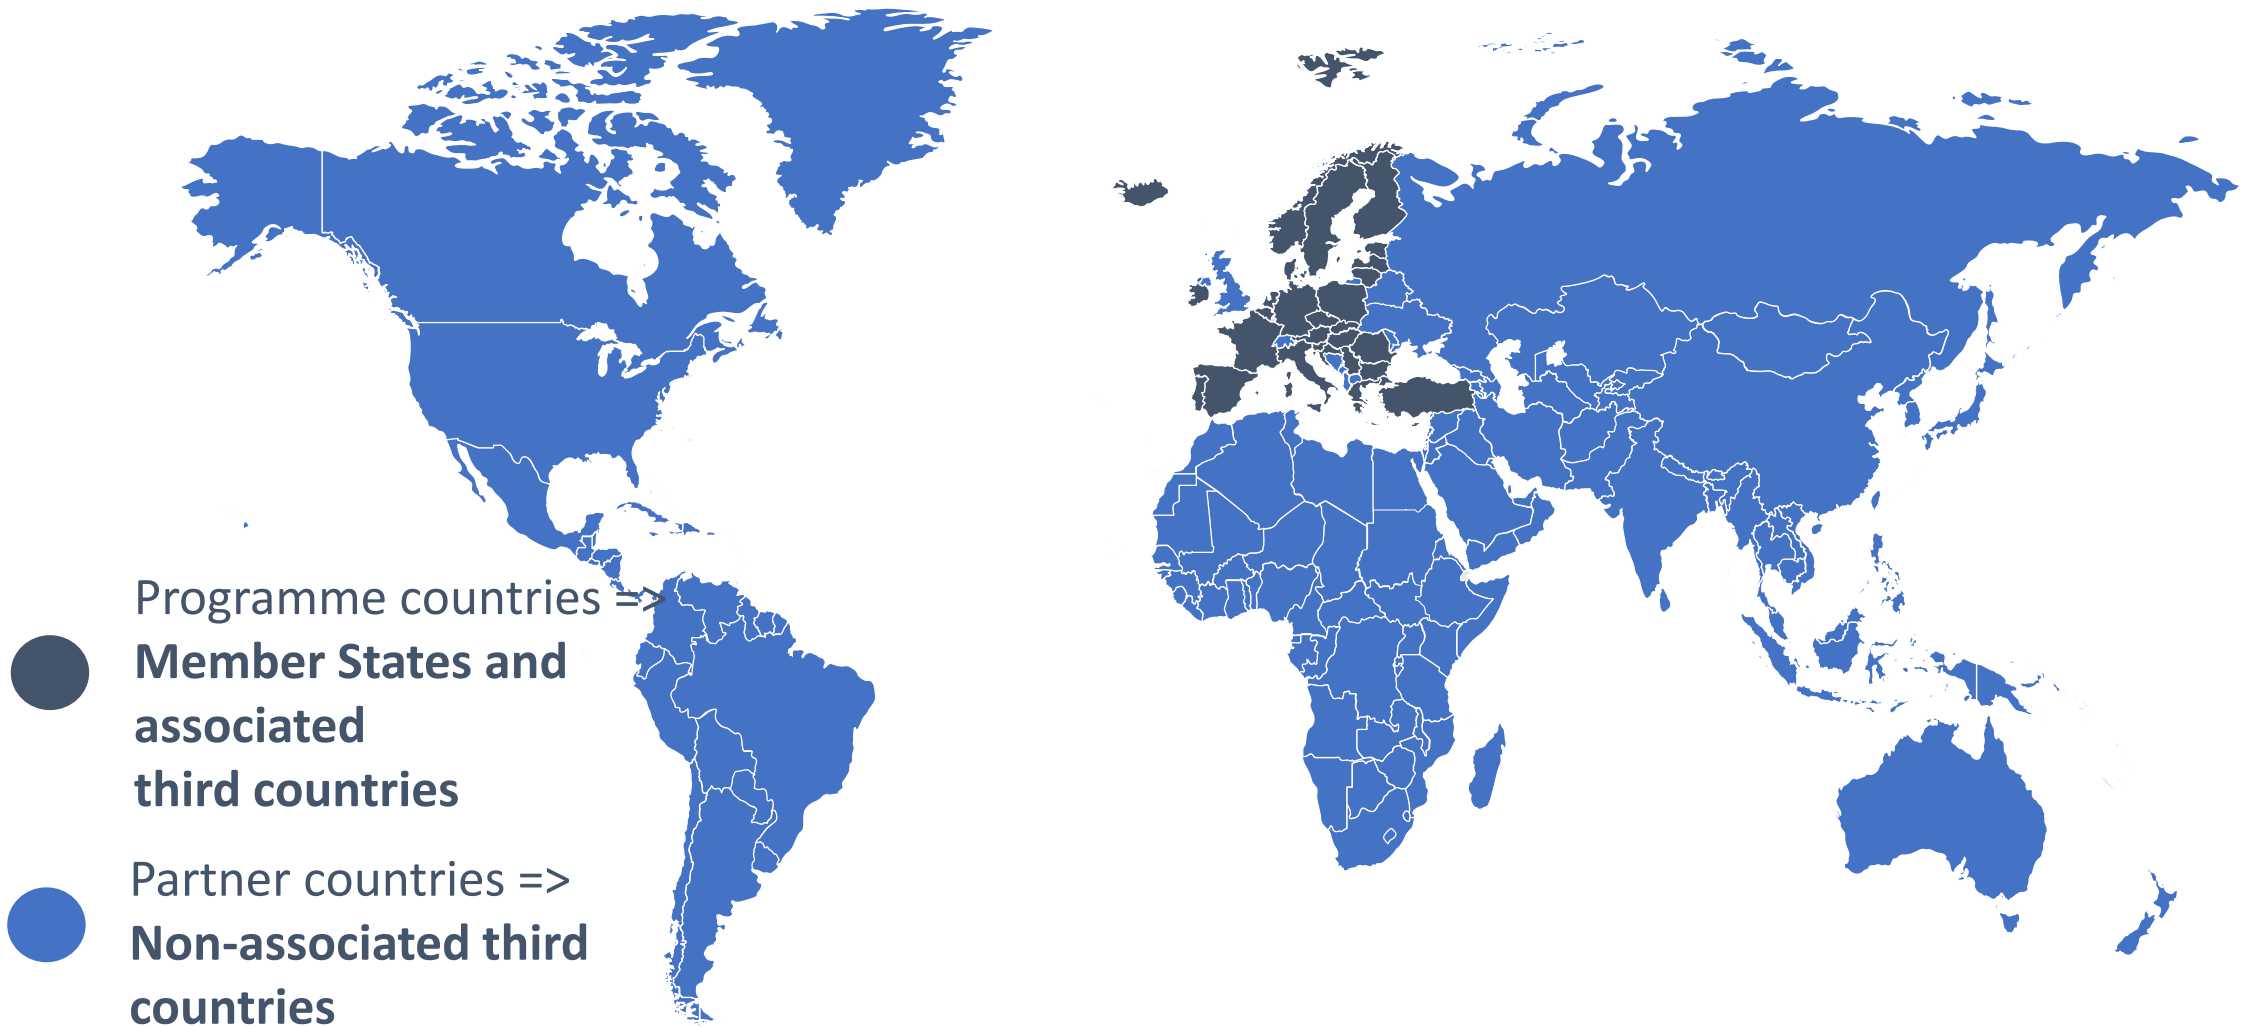 Programme countries =>
Member States and
associated
third countries
Partner countries =>
Non-associated third
countries